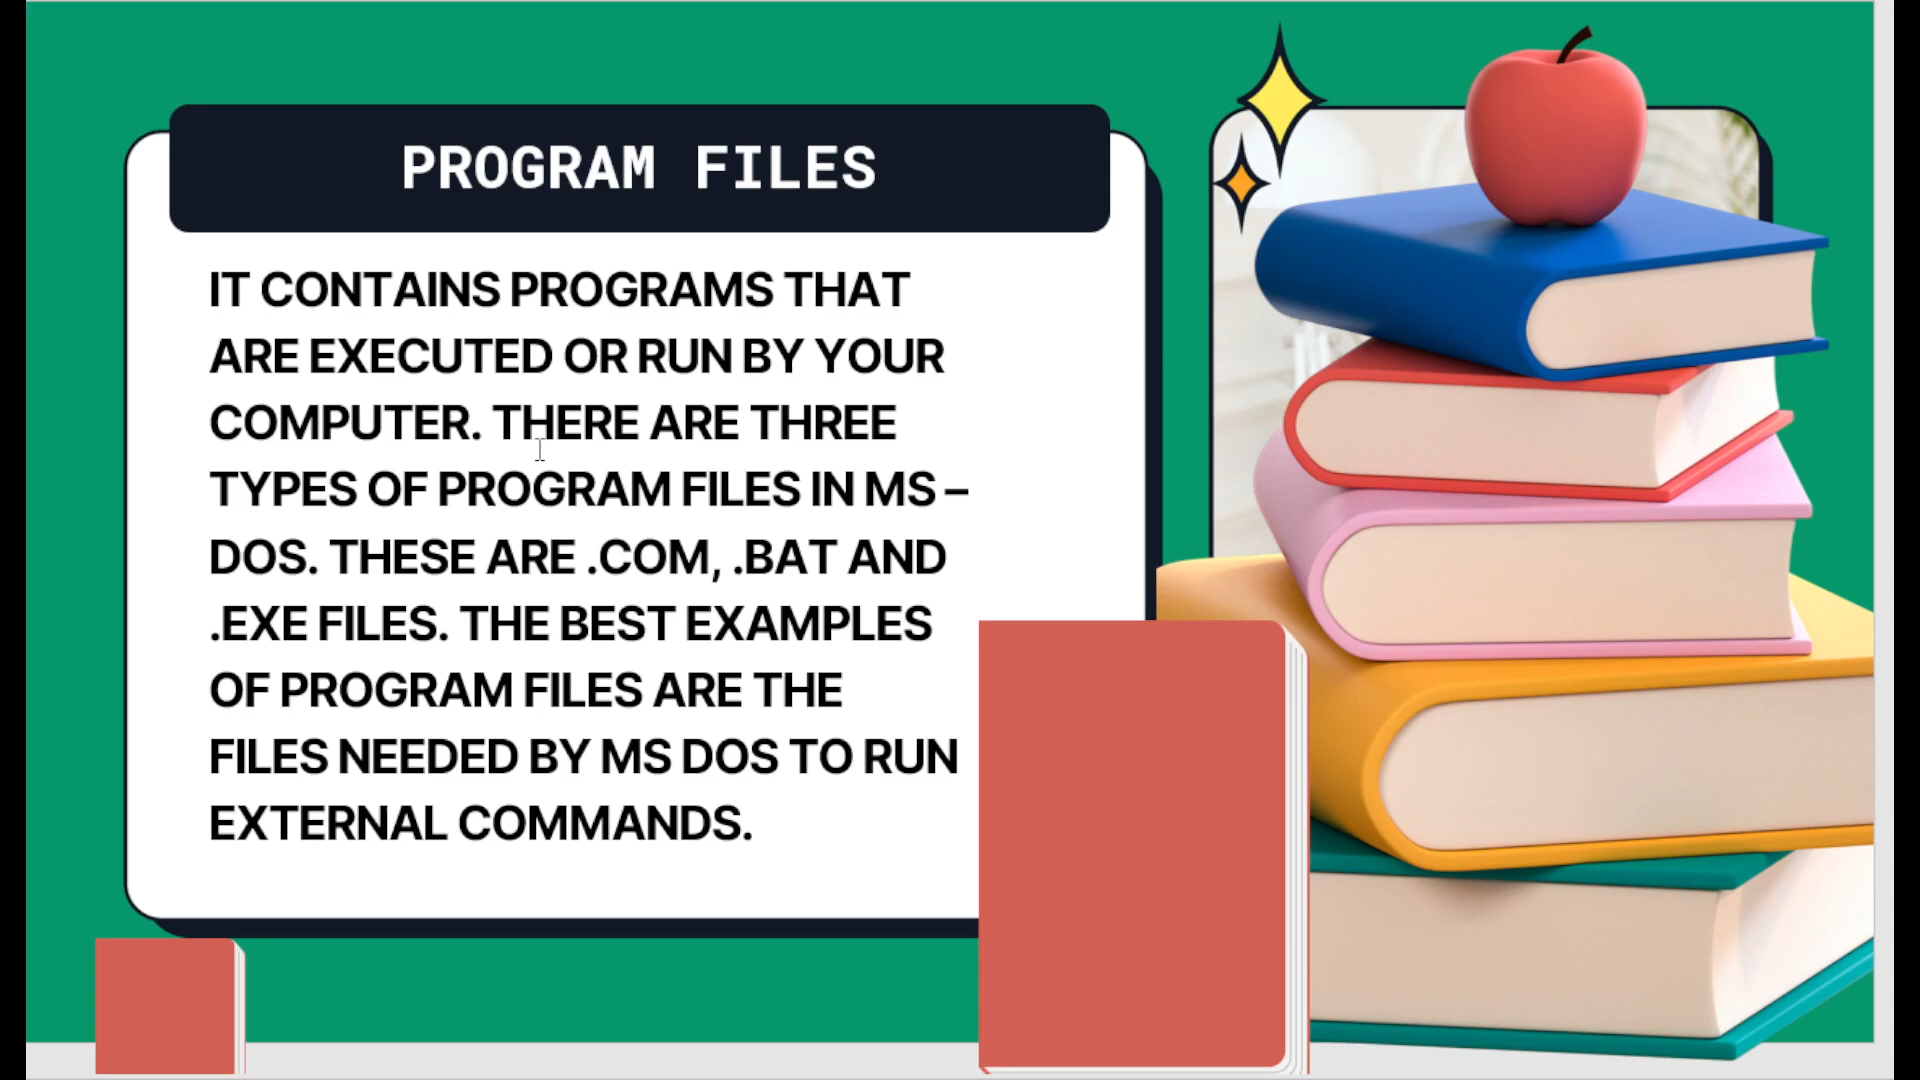 PROGRAM FILES
IT CONTAINS PROGRAMS THAT
ARE EXECUTED OR RUN BY YOUR
COMPUTER. THERE ARE THREE
TYPES OF PROGRAM FILES IN MS –
DOS. THESE ARE .COM, .BAT AND
.EXE FILES. THE BEST EXAMPLES
OF PROGRAM FILES ARE THE
FILES NEEDED BY MS DOS TO RUN
EXTERNAL COMMANDS.